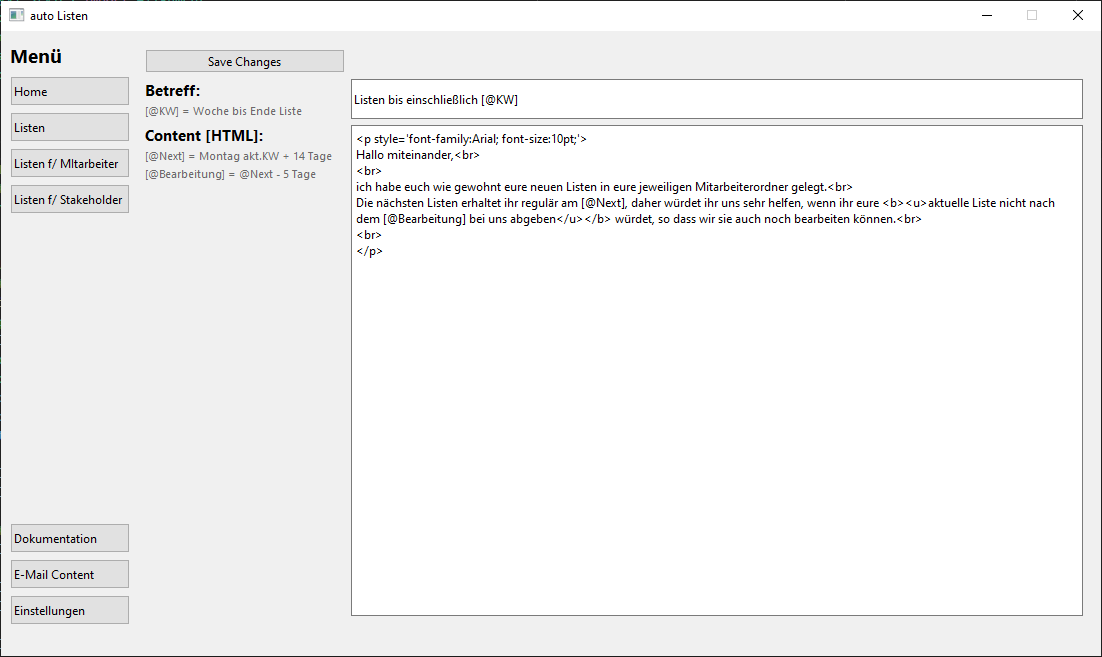 auto Listen
Menü
Home
Listen
Listen f/ MItarbeiter
Listen f/ Stakeholder
Dokumentation
E-Mail Content
Einstellungen
Save Changes
Betreff:
[@KW] = Woche bis Ende Liste
Content [HTML]:
[@Next] = Montag akt.KW + 14 Tage
[@Bearbeitung] = @Next - 5 Tage
Listen bis einschließlich [@KW]
<p style='font-family:Arial; font-size:10pt;'>
Hallo miteinander,<br>
<br>
ich habe euch wie gewohnt eure neuen Listen in eure jeweiligen Mitarbeiterordner gelegt.<br>
Die nächsten Listen erhaltet ihr regulär am [@Next], daher würdet ihr uns sehr helfen, wenn ihr eure <b><u>aktuelle Liste nicht nach
dem [@Bearbeitung] bei uns abgeben</u></b> würdet, so dass wir sie auch noch bearbeiten können.<br>
<br>
</p>